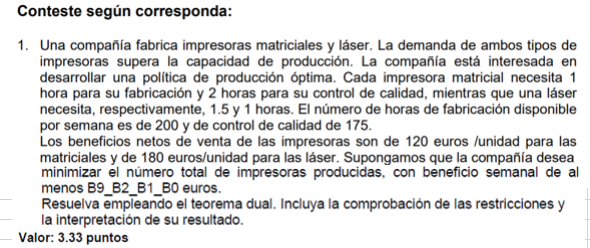 Conteste según corresponda:
1. Una compañía fabrica impresoras matriciales y láser. La demanda de ambos tipos de
impresoras supera la capacidad de producción. La compañía está interesada en
desarrollar una política de producción óptima. Cada impresora matricial necesita 1
hora para su fabricación y 2 horas para su control de calidad, mientras que una láser
necesita, respectivamente, 1.5 y 1 horas. El número de horas de fabricación disponible
por semana es de 200 y de control de calidad de 175.
Los beneficios netos de venta de las impresoras son de 120 euros /unidad para las
matriciales y de 180 euros/unidad para las láser. Supongamos que la compañía desea
minimizar el número total de impresoras producidas, con beneficio semanal de al
menos B9_B2_B1_B0 euros.
Resuelva empleando el teorema dual. Incluya la comprobación de las restricciones y
la interpretación de su resultado.
Valor: 3.33 puntos